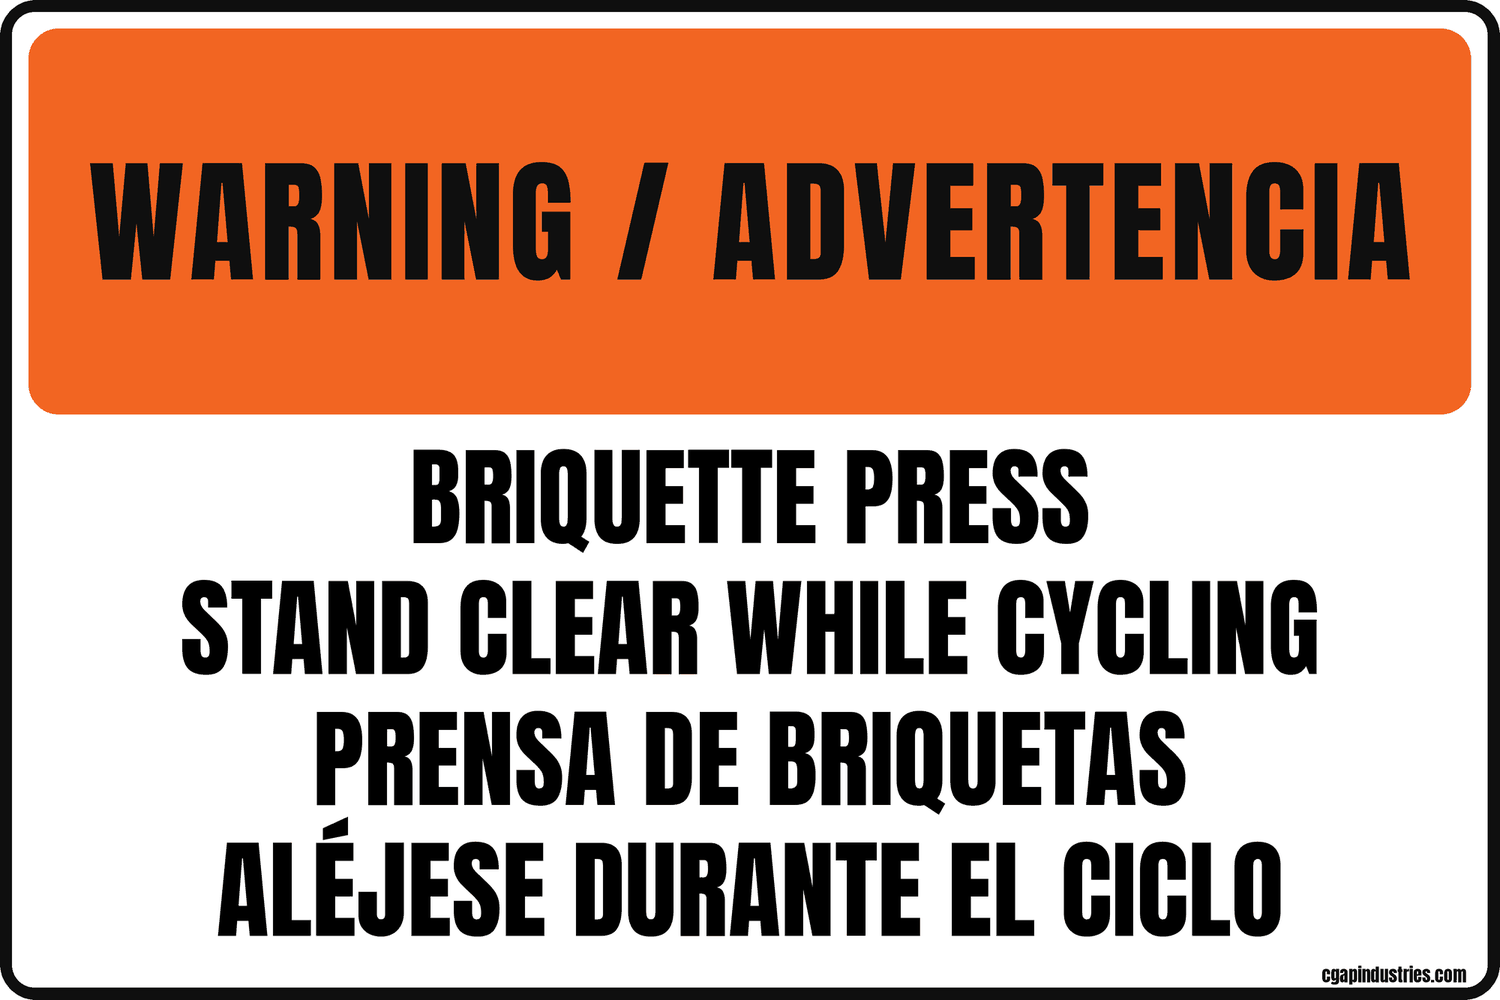 WARNING / ADVERTENCIA
BRIQUETTE PRESS
STAND CLEAR WHILE CYCLING
PRENSA DE BRIQUETAS
ALÉJESE DURANTE EL CICLO
cgapindustries.com